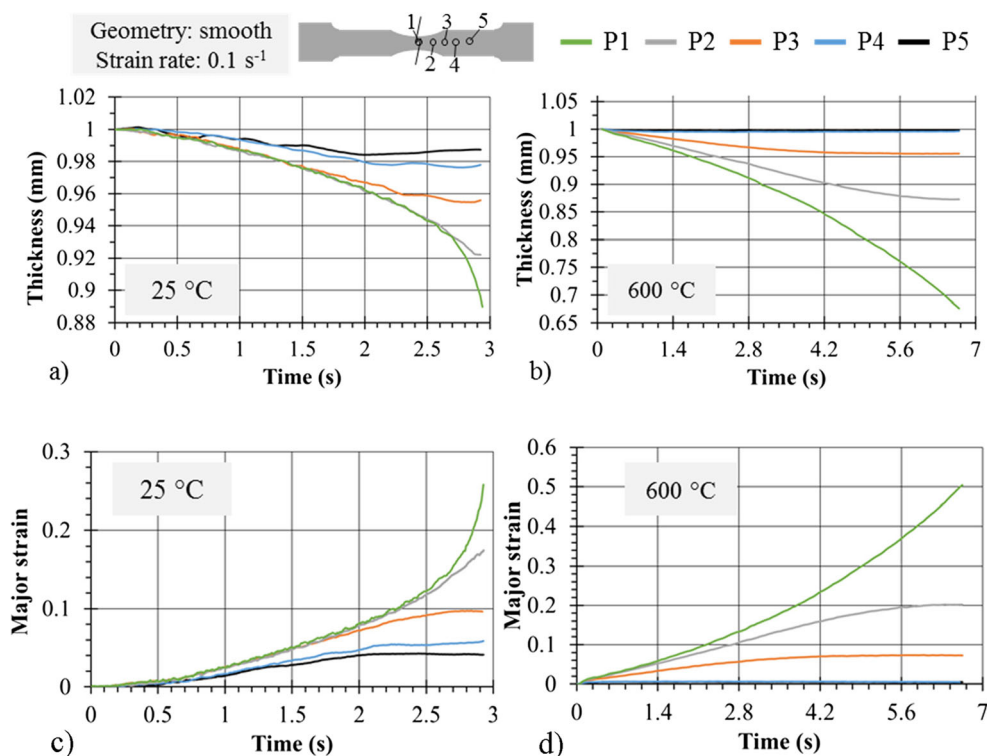 Geometry: smooth
Strain rate: 0.1 s-1
1 3 5
2 4
P1 P2 P3 P4 P5
1.02
1
0.98
0.96
0.94
0.92
0.9
0.88
Thickness (mm)
25 °C
0 0.5 1 1.5 2 2.5 3
Time (s)
a)
1.05
1
0.95
0.9
0.85
0.8
0.75
0.7
0.65
Thickness (mm)
600 °C
0 1.4 2.8 4.2 5.6 7
Time (s)
b)
0.3
0.2
0.1
0
Major strain
25 °C
0 0.5 1 1.5 2 2.5 3
Time (s)
c)
0.6
0.5
0.4
0.3
0.2
0.1
0
Major strain
600 °C
0 1.4 2.8 4.2 5.6 7
Time (s)
d)